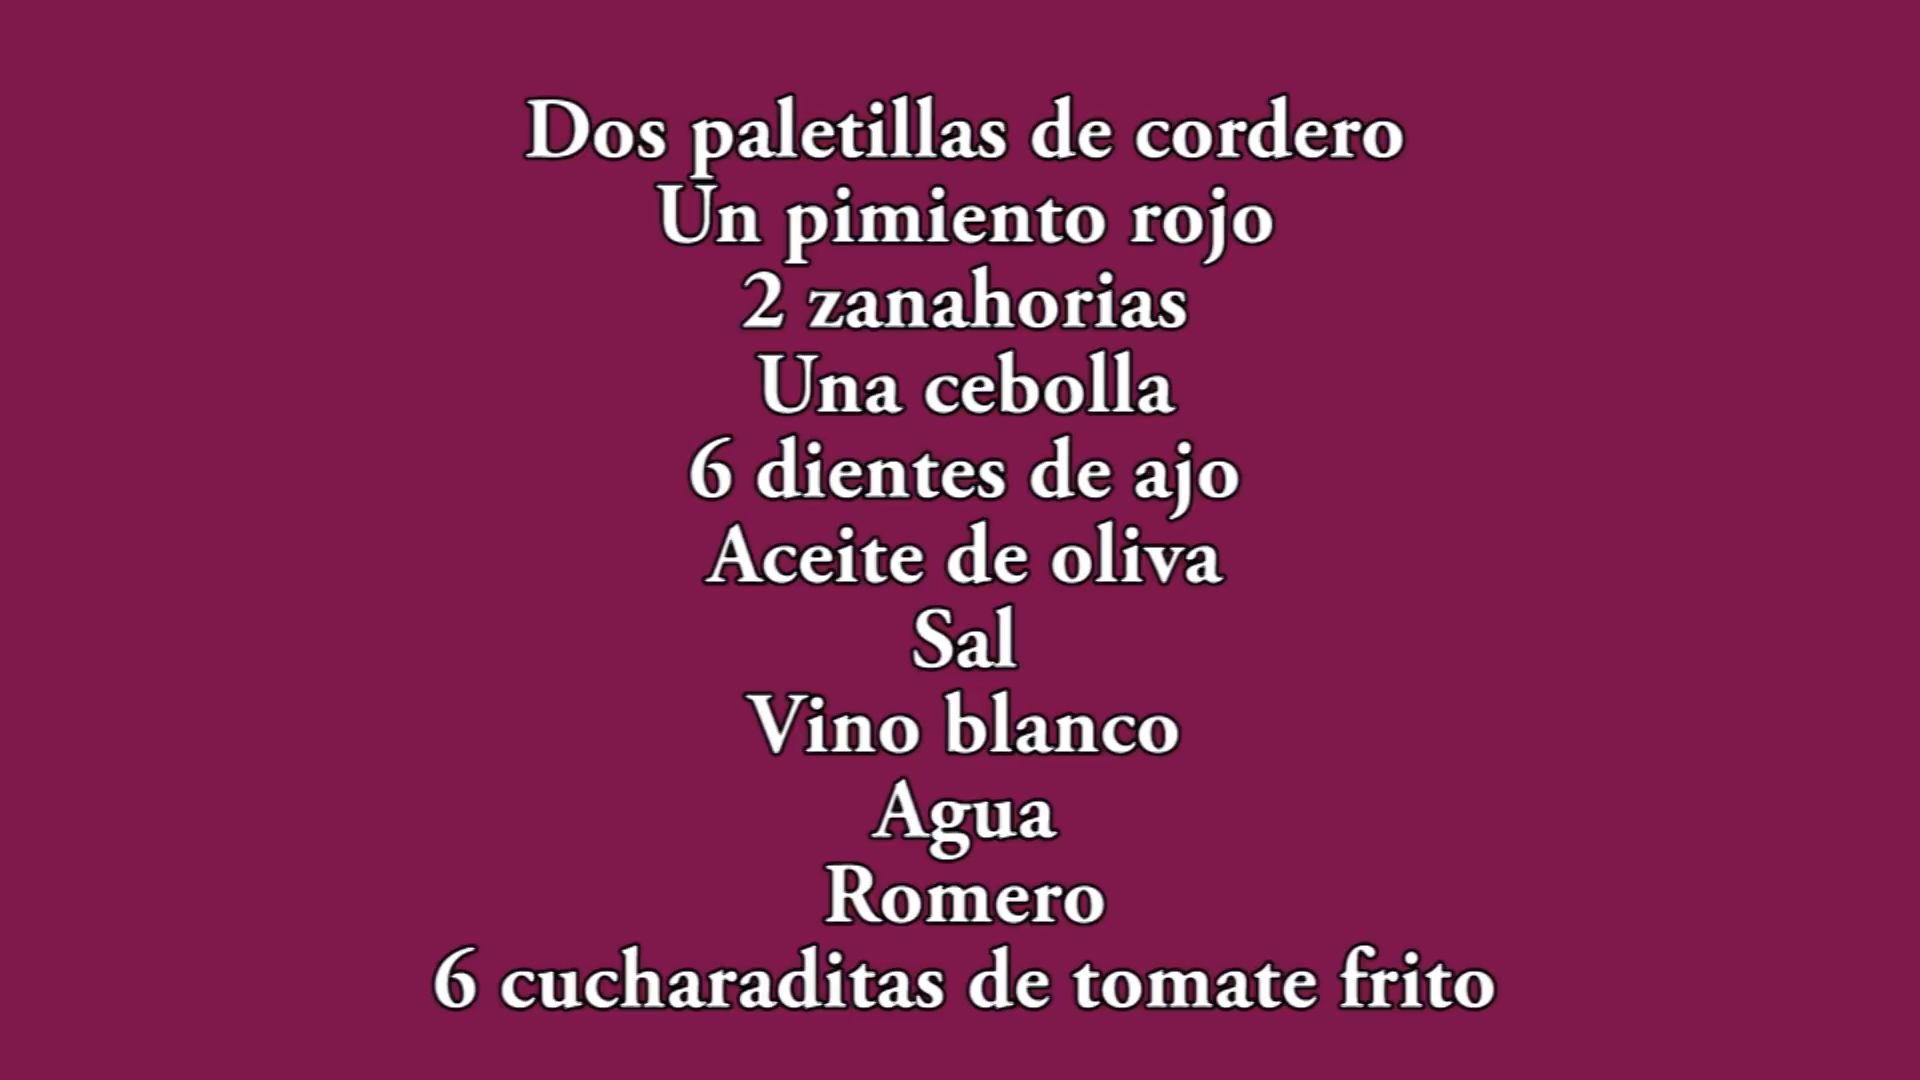 Dos paletillas de cordero
Un pimiento rojo
2 zanahorias
Una cebolla
6 dientes de ajo
Aceite de oliva
Sal
Vino blanco
Agua
Romero
6 cucharaditas de tomate frito